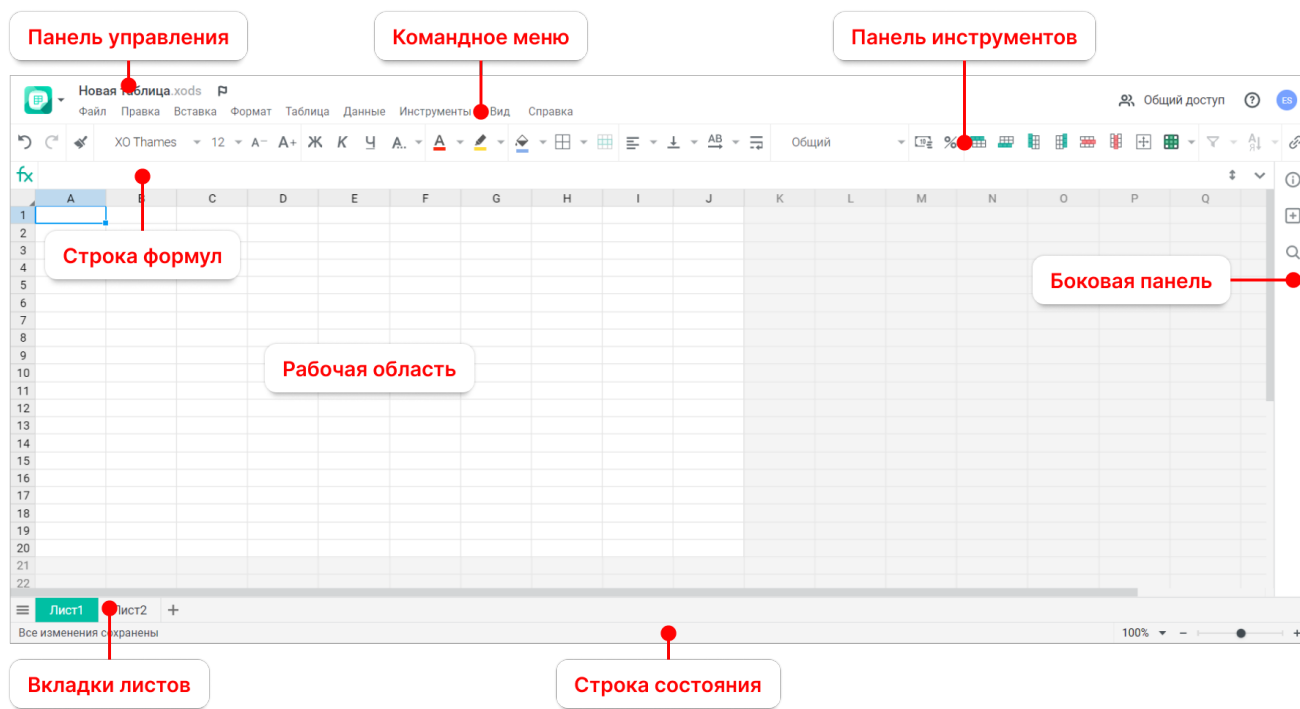 Панель управления Командное меню Панель инструментов
Новая таблица.xods
Общий доступ ES
Файл Правка Вставка Формат Таблица Данные Инструменты Вид Справка
XO Thames 12 A− A+ Ж К Ч А.. А АВ Общий %
fx
A B C D E F G H I J K L M N O P Q
1
2
3
Строка формул
4
5
Боковая панель
6
7
8
9
Рабочая область
10
11
12
13
14
15
16
17
18
19
20
21
22
Лист1 Лист2 +
Все изменения сохранены 100% − +
Вкладки листов Строка состояния